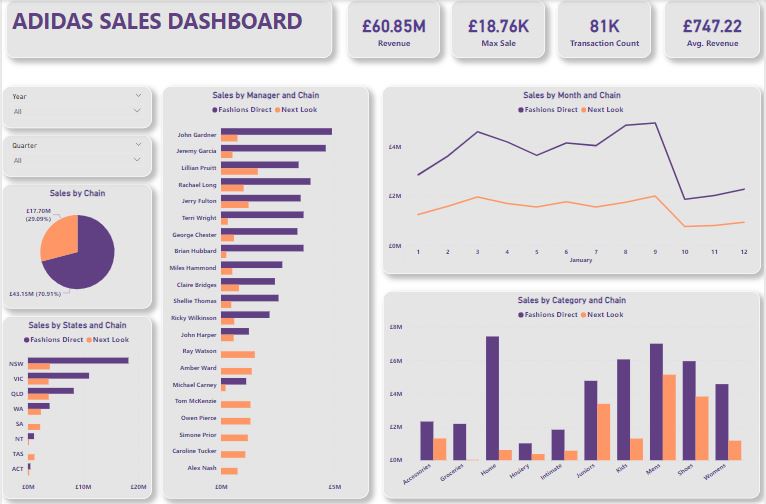 ADIDAS SALES DASHBOARD
£60.85M
Revenue
£18.76K
Max Sale
81K
Transaction Count
£747.22
Avg. Revenue
Year
All
Quarter
All
Sales by Chain
£17.70M
(29.09%)
£43.15M (70.91%)
Sales by States and Chain
Fashions Direct Next Look
NSW
VIC
QLD
WA
SA
NT
TAS
ACT
£0M £10M £20M
Sales by Manager and Chain
Fashions Direct Next Look
John Gardner
Jeremy Garcia
Lillian Pruitt
Rachael Long
Jerry Fulton
Terri Wright
George Chester
Brian Hubbard
Miles Hammond
Claire Bridges
Shellie Thomas
Ricky Wilkinson
John Harper
Ray Watson
Amber Ward
Michael Carney
Tom McKenzie
Owen Pierce
Simone Prior
Caroline Tucker
Alex Nash
£0M £5M
Sales by Month and Chain
Fashions Direct Next Look
£4M
£2M
£0M
1 2 3 4 5 6 7 8 9 10 11 12
January
Sales by Category and Chain
Fashions Direct Next Look
£8M
£6M
£4M
£2M
£0M
Accessories Groceries Home Hosiery Intimate Juniors Kids Mens Shoes Womens